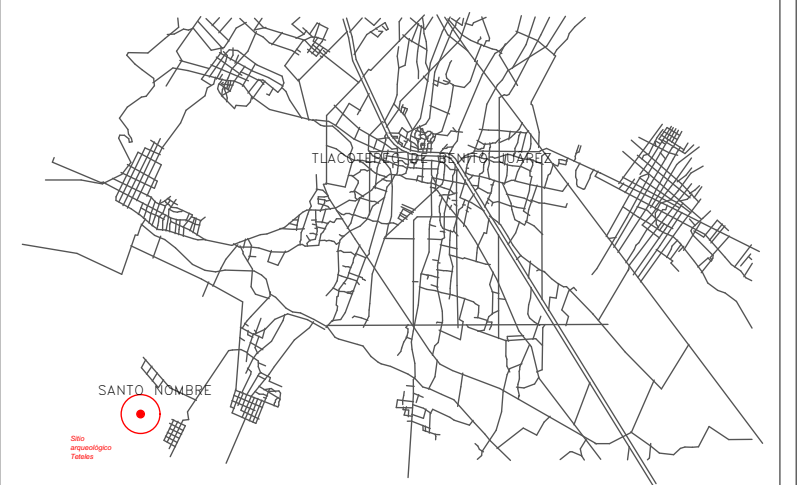 TLACOTEPEC DE BENITO JUAREZ
SANTO NOMBRE
Sitio
arqueológico
Teteles